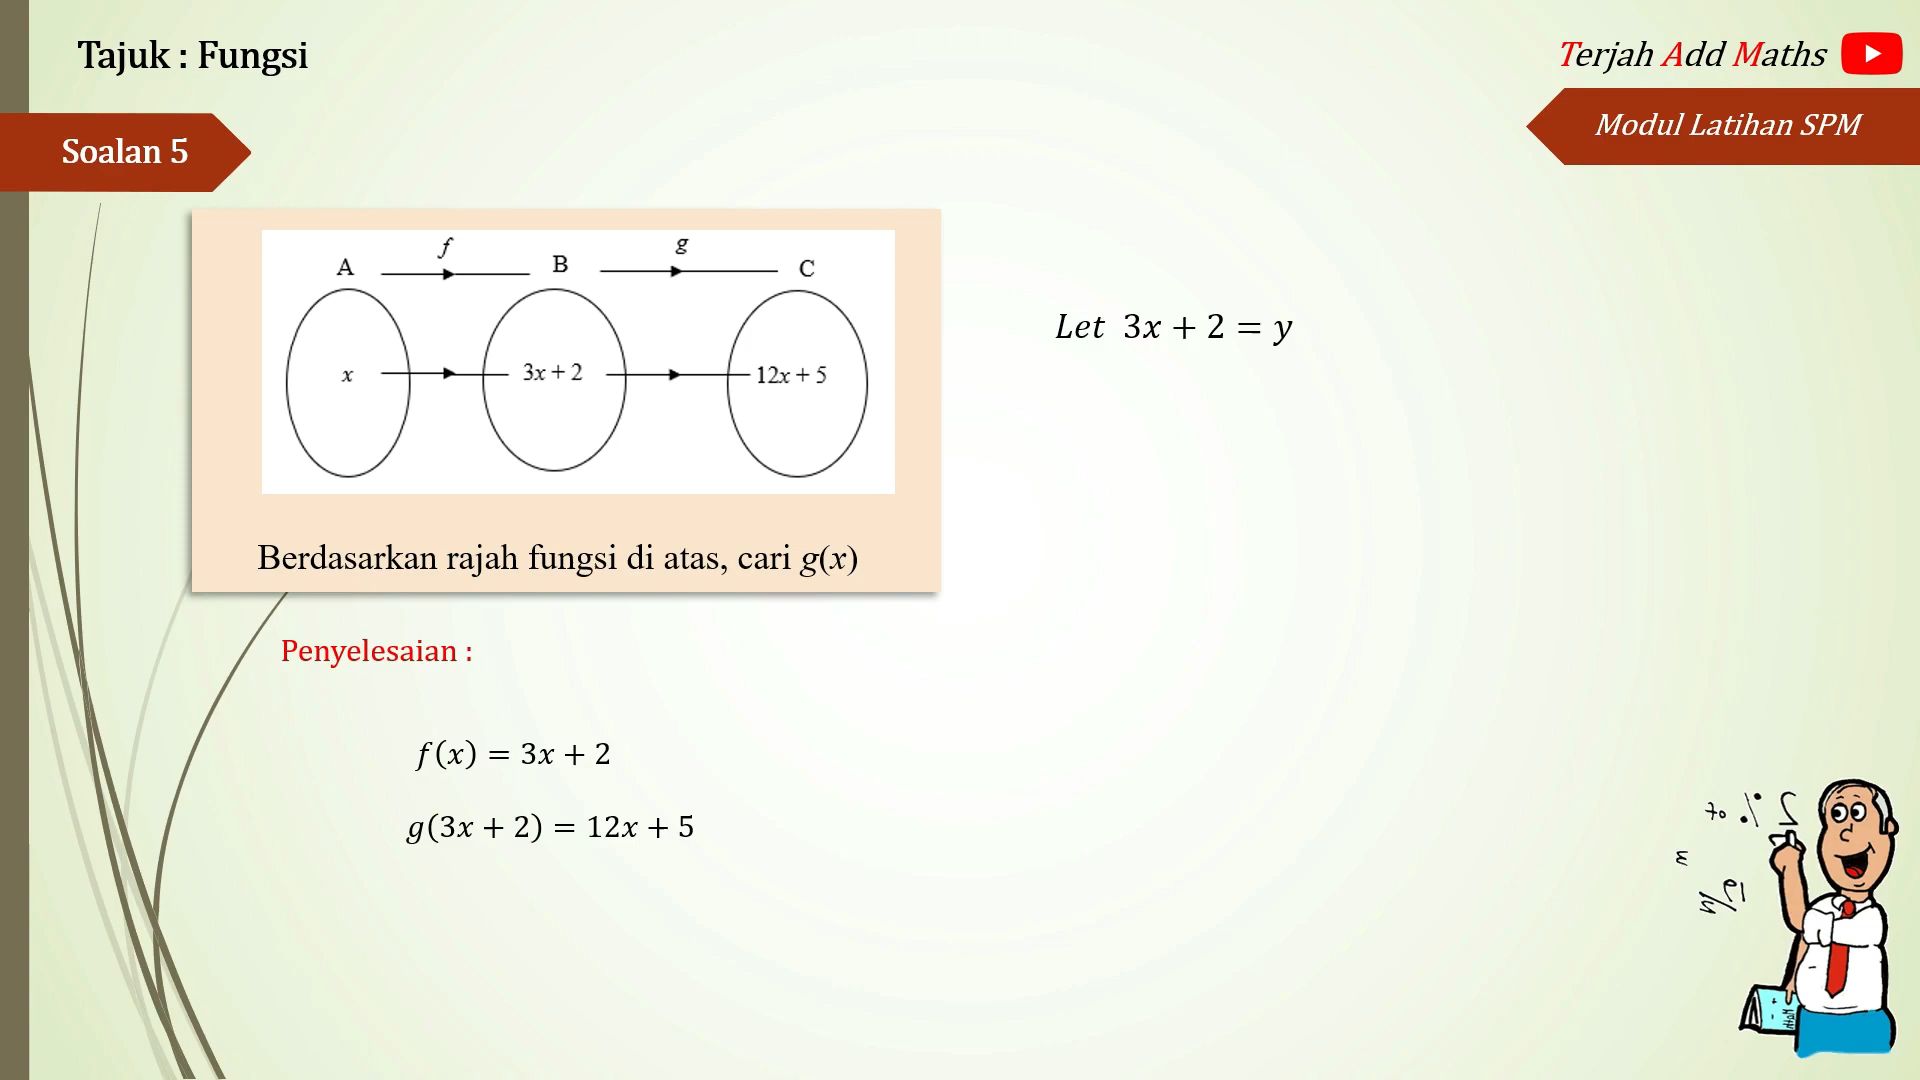 Tajuk : Fungsi
Terjah Add Maths
Modul Latihan SPM
Soalan 5
f
g
A
B
C
x
3x + 2
12x + 5
Berdasarkan rajah fungsi di atas, cari g(x)
Let 3x + 2 = y
Penyelesaian :
f(x) = 3x + 2
g(3x + 2) = 12x + 5